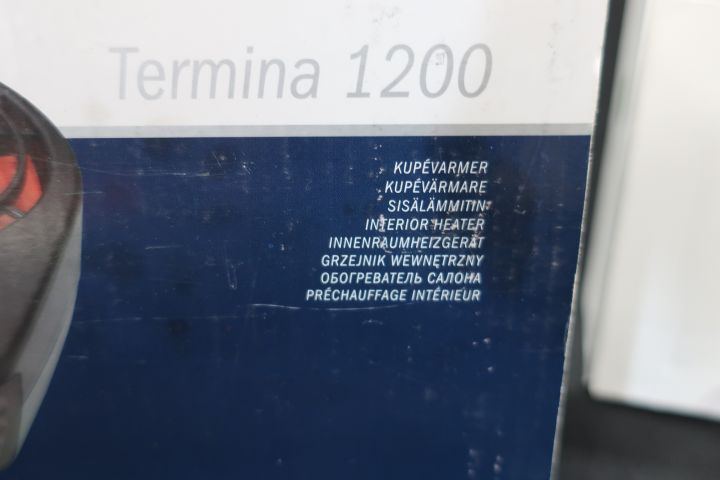 Termina 1200
KUPÉVARMER
KUPÉVÄRMARE
SISÄLÄMMITIN
INTERIOR HEATER
INNENRAUMHEIZGERÄT
GRZEJNIK WEWNĘTRZNY
ОБОГРЕВАТЕЛЬ САЛОНА
PRÉCHAUFFAGE INTÉRIEUR